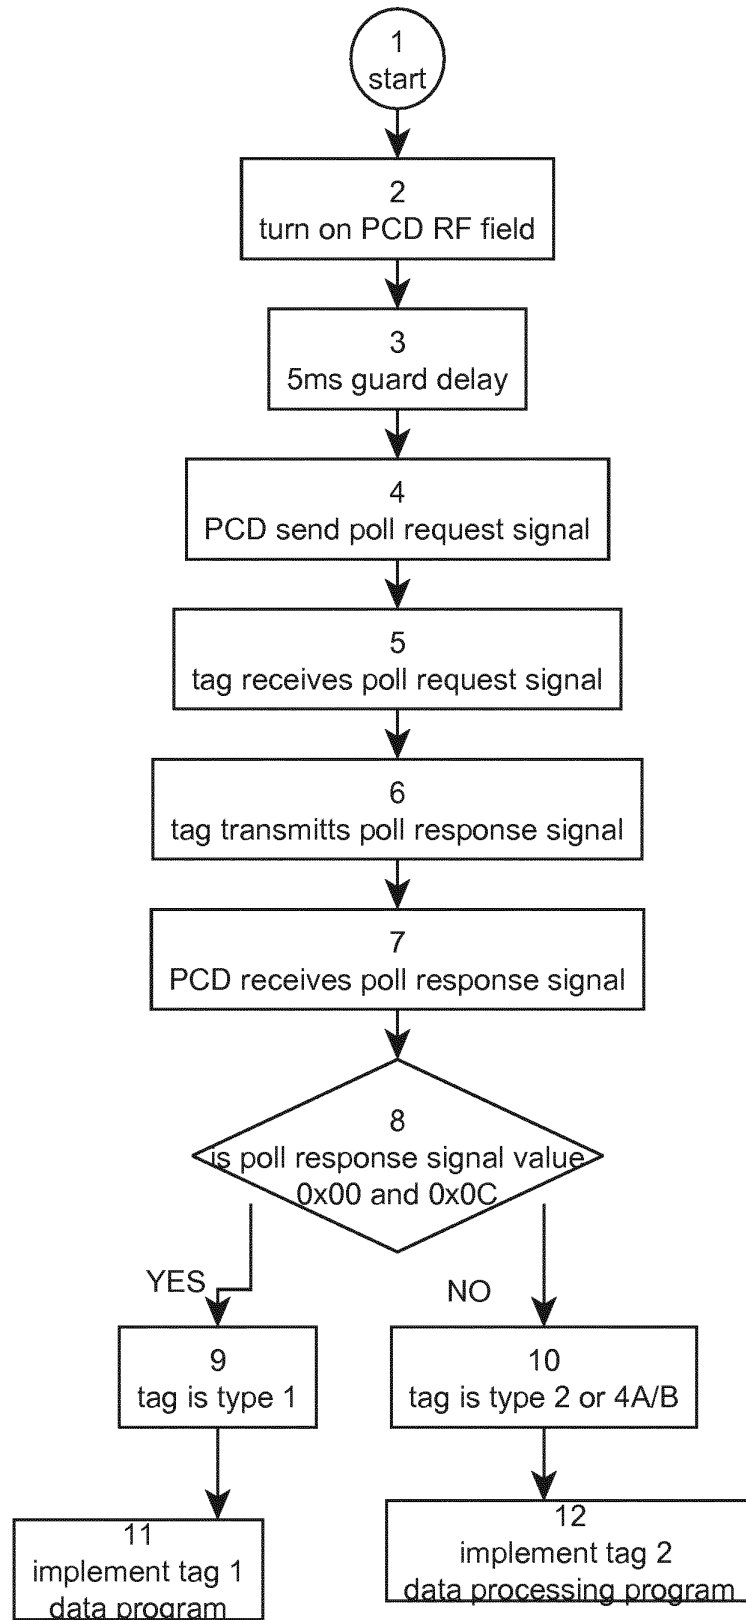 1
start
2
turn on PCD RF field
3
5ms guard delay
4
PCD send poll request signal
5
tag receives poll request signal
6
tag transmitts poll response signal
7
PCD receives poll response signal
8
is poll response signal value
0x00 and 0x0C
YES
NO
9
tag is type 1
10
tag is type 2 or 4A/B
11
implement tag 1
data program
12
implement tag 2
data processing program